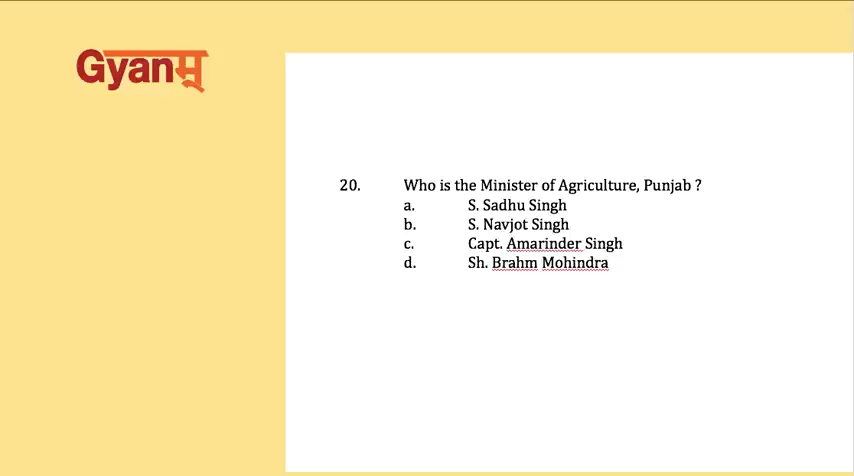 Gyanम्
20. Who is the Minister of Agriculture, Punjab ?
a. S. Sadhu Singh
b. S. Navjot Singh
c. Capt. Amarinder Singh
d. Sh. Brahm Mohindra